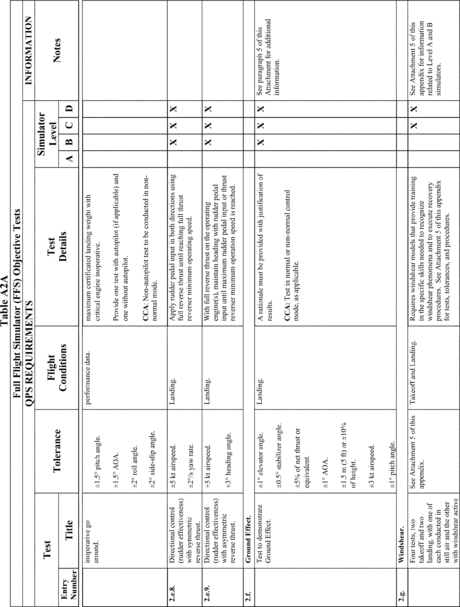 Table A2A
Full Flight Simulator (FFS) Objective Tests
QPS REQUIREMENTS
INFORMATION
Test
Tolerance
Flight
Conditions
Test
Details
Simulator
Level
Notes
Entry
Number
Title
A
B
C
D
inoperative go
around.
±1.5° pitch angle.
±1.5° AOA.
±2° roll angle.
±2° side-slip angle.
performance data.
maximum certificated landing weight with
critical engine inoperative.
Provide one test with autopilot (if applicable) and
one without autopilot.
CCA: Non-autopilot test to be conducted in non-
normal mode.
2.e.8.
Directional control
(rudder effectiveness)
with symmetric
reverse thrust.
±5 kt airspeed.
±2°/s yaw rate.
Landing.
Apply rudder pedal input in both directions using
full reverse thrust until reaching full thrust
reverser minimum operating speed.
X
X
X
2.e.9.
Directional control
(rudder effectiveness)
with asymmetric
reverse thrust.
±5 kt airspeed.
±3° heading angle.
Landing.
With full reverse thrust on the operating
engine(s), maintain heading with rudder pedal
input until maximum rudder pedal input or thrust
reverser minimum operation speed is reached.
X
X
X
2.f.
Ground Effect.
Test to demonstrate
Ground Effect.
±1° elevator angle.
±0.5° stabilizer angle.
±5% of net thrust or
equivalent.
±1° AOA.
±1.5 m (5 ft) or ±10%
of height.
±3 kt airspeed.
±1° pitch angle.
Landing.
A rationale must be provided with justification of
results.
CCA: Test in normal or non-normal control
mode, as applicable.
X
X
X
See paragraph 5 of this
Attachment for additional
information.
2.g.
Windshear.
Four tests, two
takeoff and two
landing, with one of
each conducted in
still air and the other
with windshear active
See Attachment 5 of this
appendix.
Takeoff and Landing.
Requires windshear models that provide training
in the specific skills needed to recognize
windshear phenomena and to execute recovery
procedures. See Attachment 5 of this appendix
for tests, tolerances, and procedures.
X
X
See Attachment 5 of this
appendix for information
related to Level A and B
simulators.